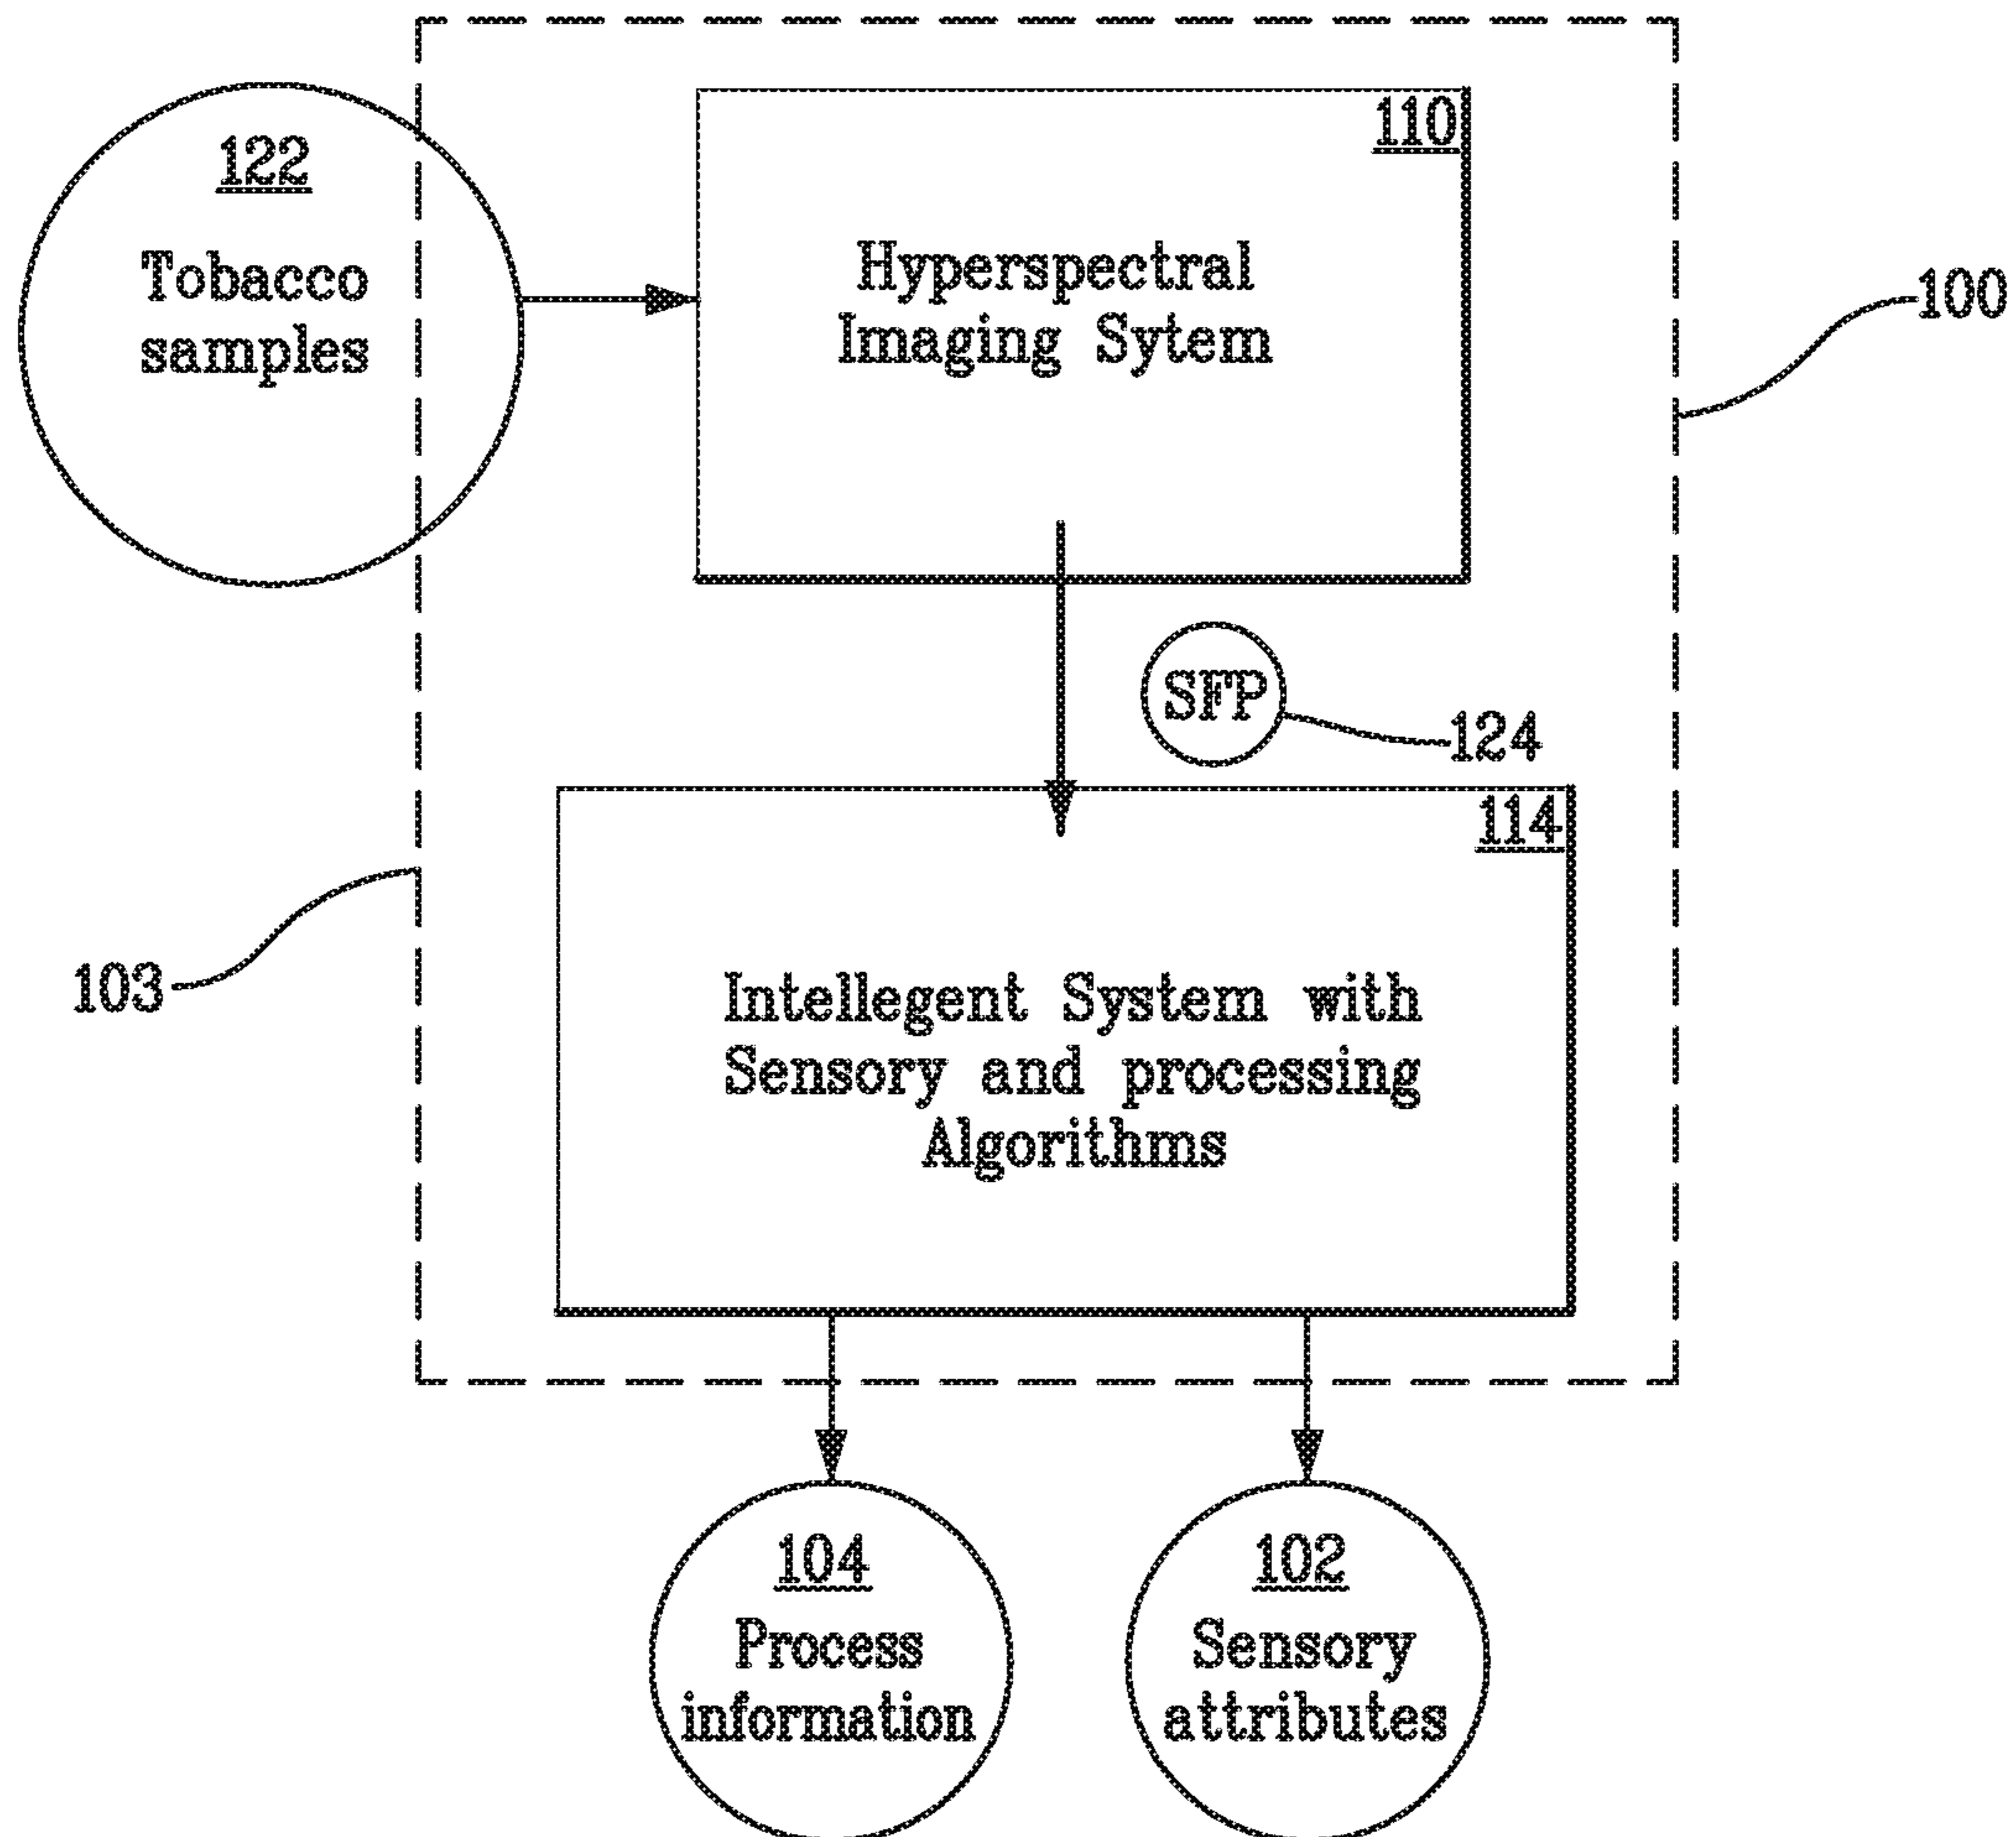 110
122
Tobacco
samples
Hyperspectral
Imaging Sytem
100
SFP
124
114
103
Intellegent System with
Sensory and processing
Algorithms
104
Process
information
102
Sensory
attributes